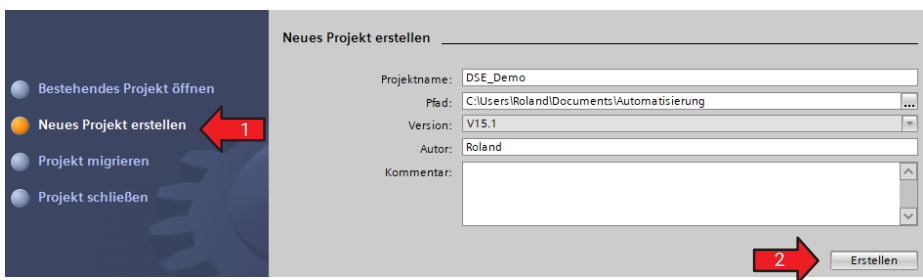 Bestehendes Projekt öffnen
Neues Projekt erstellen
1
Projekt migrieren
Projekt schließen
Neues Projekt erstellen
Projektname: DSE_Demo
Pfad: C:\Users\Roland\Documents\Automatisierung ...
Version: V15.1
Autor: Roland
Kommentar:
2
Erstellen